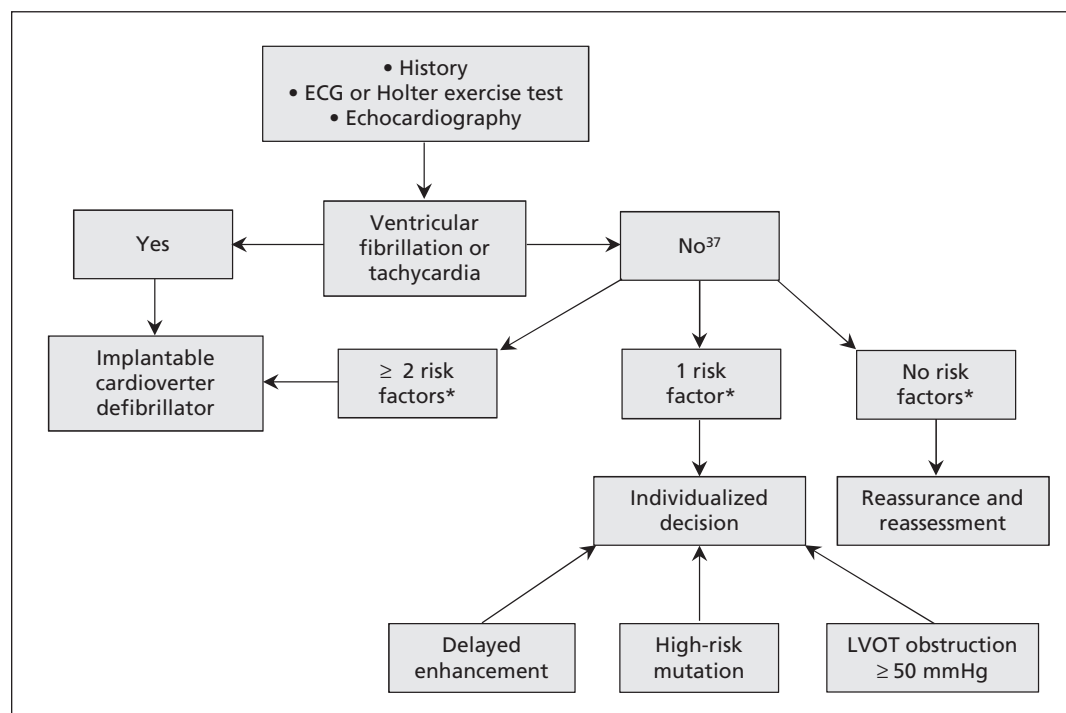 • History
• ECG or Holter exercise test
• Echocardiography
Yes
Ventricular
fibrillation or
tachycardia
No³⁷
Implantable
cardioverter
defibrillator
≥ 2 risk
factors*
1 risk
factor*
No risk
factors*
Individualized
decision
Reassurance and
reassessment
Delayed
enhancement
High-risk
mutation
LVOT obstruction
≥ 50 mmHg